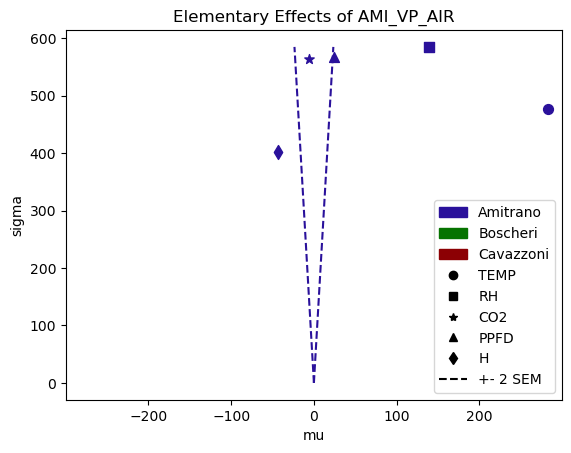 Elementary Effects of AMI_VP_AIR
600
500
400
300
200
100
0
sigma
−200
−100
0
100
200
mu
Amitrano
Boscheri
Cavazzoni
TEMP
RH
CO2
PPFD
H
+- 2 SEM